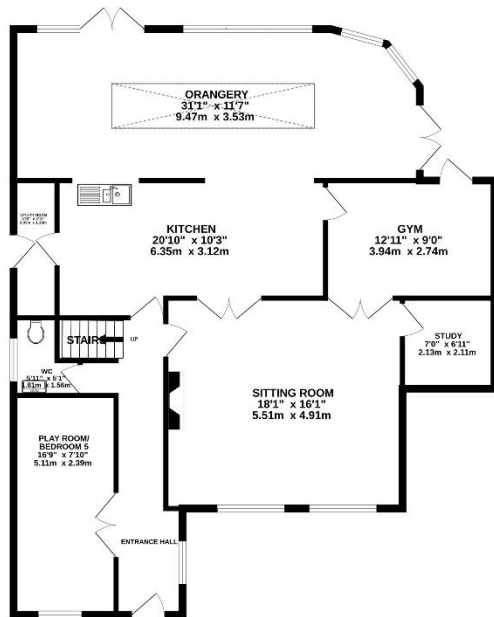 ORANGERY
31'1" x 11'7"
9.47m x 3.53m
KITCHEN
20'10" x 10'3"
6.35m x 3.12m
GYM
12'11" x 9'0"
3.94m x 2.74m
STAIRS
UP
WC
5'11" x 5'1"
1.81m x 1.56m
STUDY
7'0" x 6'11"
2.13m x 2.11m
SITTING ROOM
18'1" x 16'1"
5.51m x 4.91m
PLAY ROOM/
BEDROOM 5
16'9" x 7'10"
5.11m x 2.39m
ENTRANCE HALL